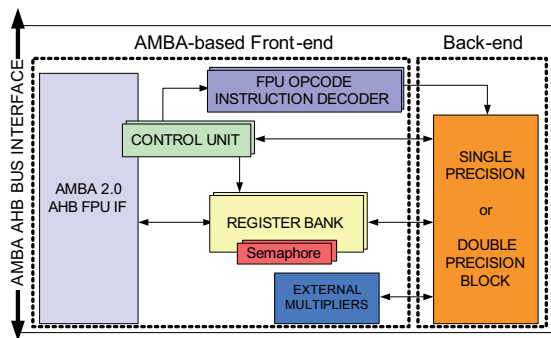 AMBA AHB BUS INTERFACE
AMBA-based Front-end
Back-end
FPU OPCODE
INSTRUCTION DECODER
CONTROL UNIT
AMBA 2.0
AHB FPU IF
REGISTER BANK
Semaphore
EXTERNAL
MULTIPLIERS
SINGLE
PRECISION
or
DOUBLE
PRECISION
BLOCK